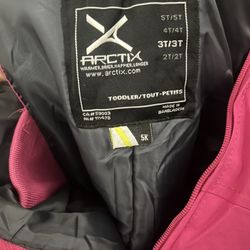 5T/5T
4T/4T
3T/3T
2T/2T
ARCTIX
WARMER, DRIER, HAPPIER, LONGER
www.arctix.com
TODDLER/TOUT-PETITS
MADE IN
BANGLADESH
5K